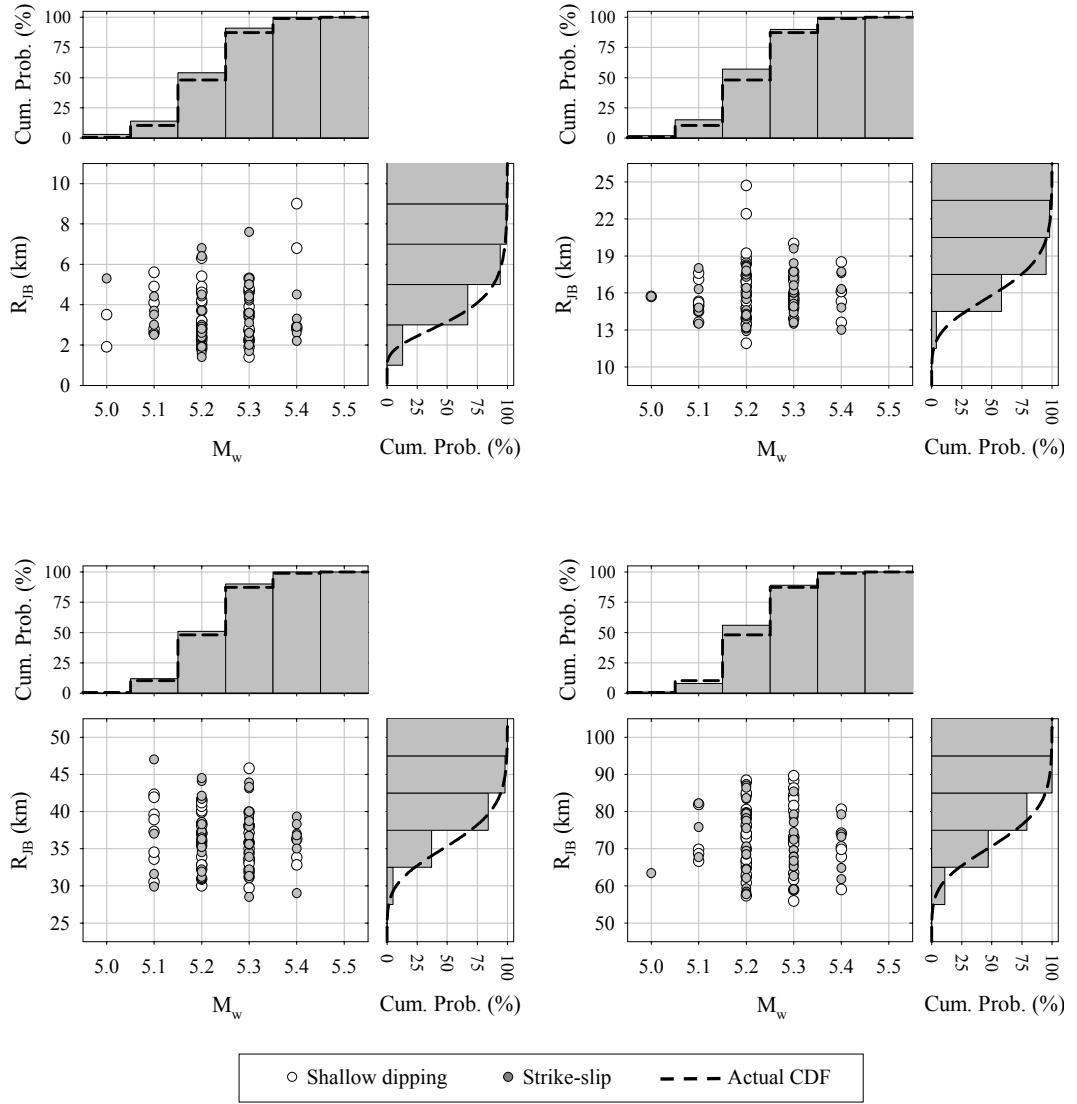 100
75
50
25
0
Cum. Prob. (%)
100
75
50
25
0
Cum. Prob. (%)
10
8
6
4
2
0
R_JB (km)
5.0 5.1 5.2 5.3 5.4 5.5
M_w
0 25 50 75 100
Cum. Prob. (%)
25
22
19
16
13
10
R_JB (km)
5.0 5.1 5.2 5.3 5.4 5.5
M_w
0 25 50 75 100
Cum. Prob. (%)
100
75
50
25
0
Cum. Prob. (%)
100
75
50
25
0
Cum. Prob. (%)
50
45
40
35
30
25
R_JB (km)
5.0 5.1 5.2 5.3 5.4 5.5
M_w
0 25 50 75 100
Cum. Prob. (%)
100
90
80
70
60
50
R_JB (km)
5.0 5.1 5.2 5.3 5.4 5.5
M_w
0 25 50 75 100
Cum. Prob. (%)
Shallow dipping Strike-slip Actual CDF